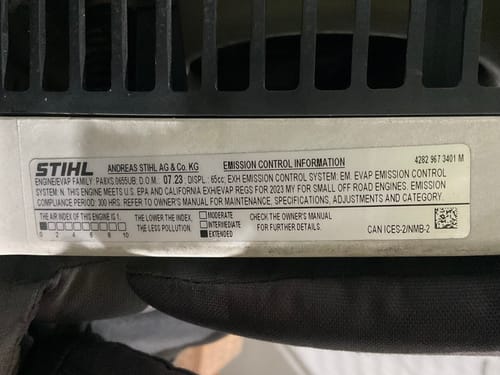 STIHL ANDREAS STIHL AG & Co. KG EMISSION CONTROL INFORMATION 4282 967 3401 M
ENGINE/EVAP FAMILY: PA8XS.0655UB; D.O.M. 07.23; DISPL.: 65cc; EXH EMISSION CONTROL SYSTEM: EM. EVAP EMISSION CONTROL
SYSTEM: N. THIS ENGINE MEETS U.S. EPA AND CALIFORNIA EXH/EVAP REGS FOR 2023 MY FOR SMALL OFF ROAD ENGINES. EMISSION
COMPLIANCE PERIOD: 300 HRS. REFER TO OWNER'S MANUAL FOR MAINTENANCE, SPECIFICATIONS, ADJUSTMENTS AND CATEGORY.
THE AIR INDEX OF THIS ENGINE IS 1.
0 2 4 6 8 10
THE LOWER THE INDEX,
THE LESS POLLUTION.
MODERATE
INTERMEDIATE
EXTENDED
CHECK THE OWNER'S MANUAL
FOR FURTHER DETAILS.
CAN ICES-2/NMB-2